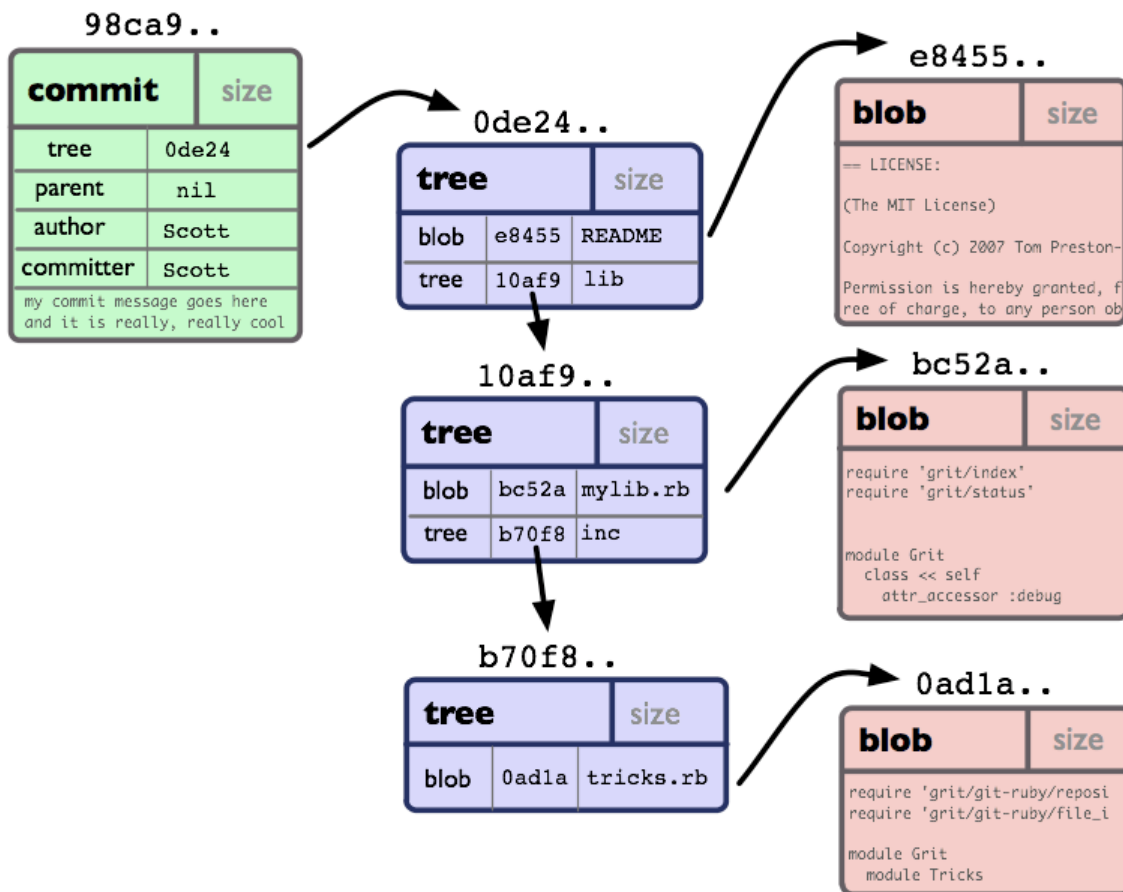 98ca9..
commit size
tree 0de24
parent nil
author Scott
committer Scott
my commit message goes here
and it is really, really cool
0de24..
tree size
blob e8455 README
tree 10af9 lib
10af9..
tree size
blob bc52a mylib.rb
tree b70f8 inc
b70f8..
tree size
blob 0ad1a tricks.rb
e8455..
blob size
== LICENSE:
(The MIT License)
Copyright (c) 2007 Tom Preston-
Permission is hereby granted, f
ree of charge, to any person ob
bc52a..
blob size
require 'grit/index'
require 'grit/status'
module Grit
class << self
attr_accessor :debug
0ad1a..
blob size
require 'grit/git-ruby/reposi
require 'grit/git-ruby/file_i
module Grit
module Tricks